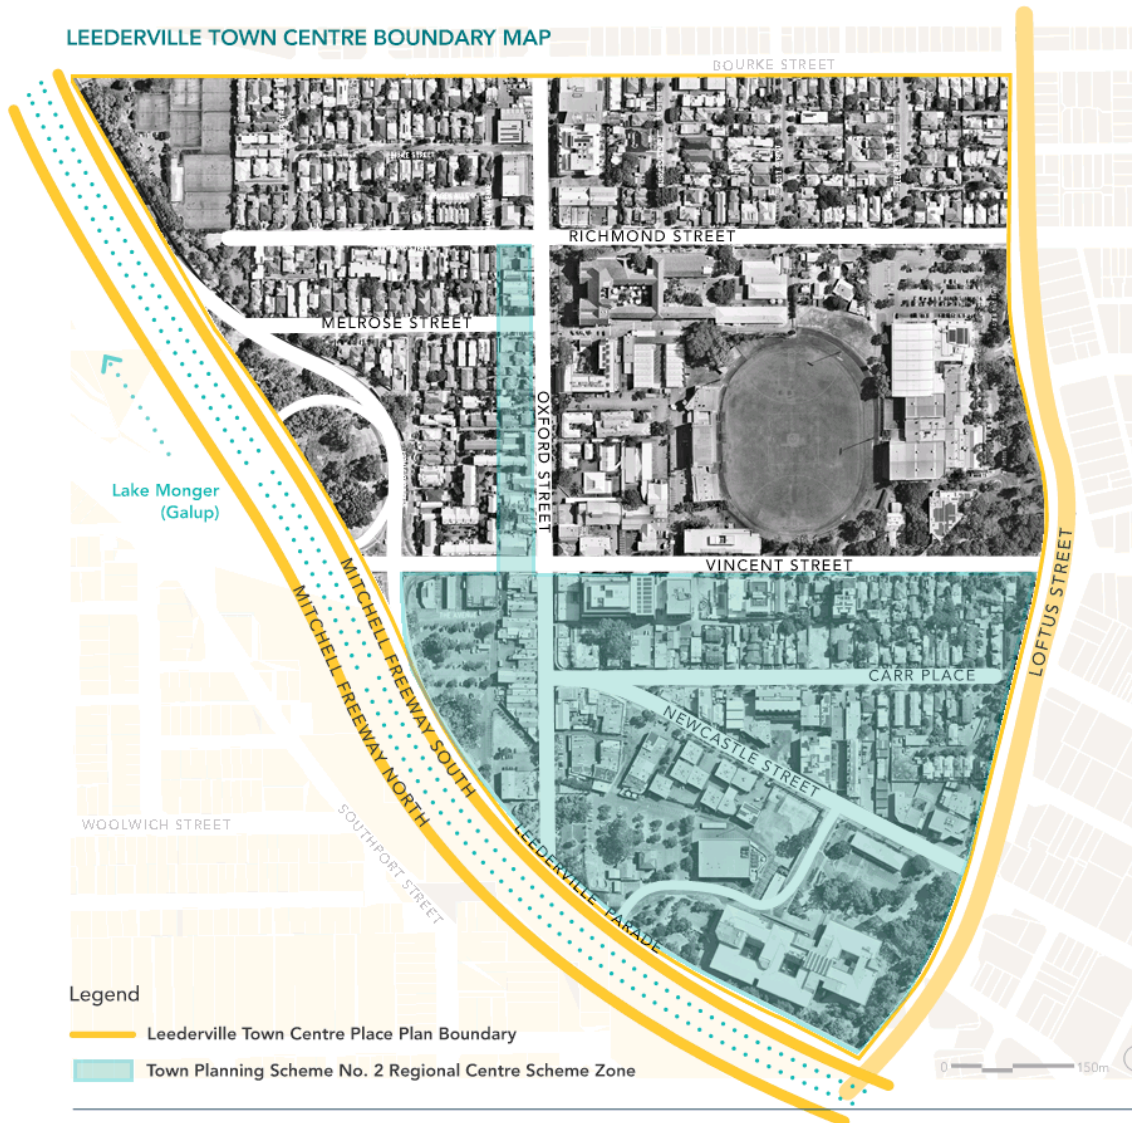 LEEDERVILLE TOWN CENTRE BOUNDARY MAP
BOURKE STREET
RICHMOND STREET
MELROSE STREET
OXFORD STREET
Lake Monger
(Galup)
VINCENT STREET
LOFTUS STREET
MITCHELL FREEWAY SOUTH
MITCHELL FREEWAY NORTH
CARR PLACE
NEWCASTLE STREET
WOOLWICH STREET
SOUTHPORT STREET
LEEDERVILLE PARADE
Legend
Leederville Town Centre Place Plan Boundary
Town Planning Scheme No. 2 Regional Centre Scheme Zone
0 150m